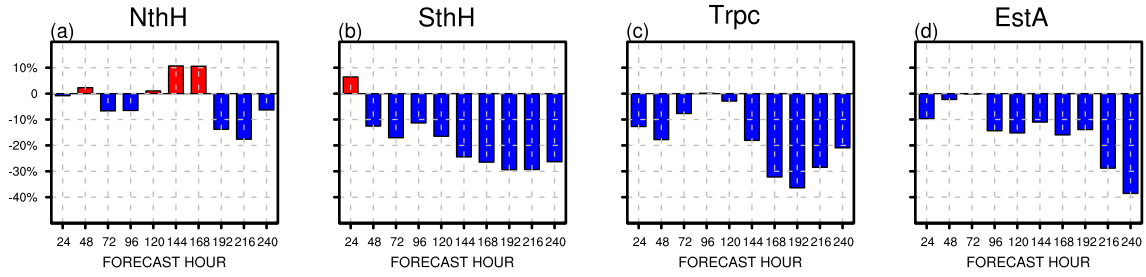 NthH
SthH
Trpc
EstA
(a)
(b)
(c)
(d)
10%
0
-10%
-20%
-30%
-40%
24 48 72 96 120 144 168 192 216 240
24 48 72 96 120 144 168 192 216 240
24 48 72 96 120 144 168 192 216 240
24 48 72 96 120 144 168 192 216 240
FORECAST HOUR
FORECAST HOUR
FORECAST HOUR
FORECAST HOUR